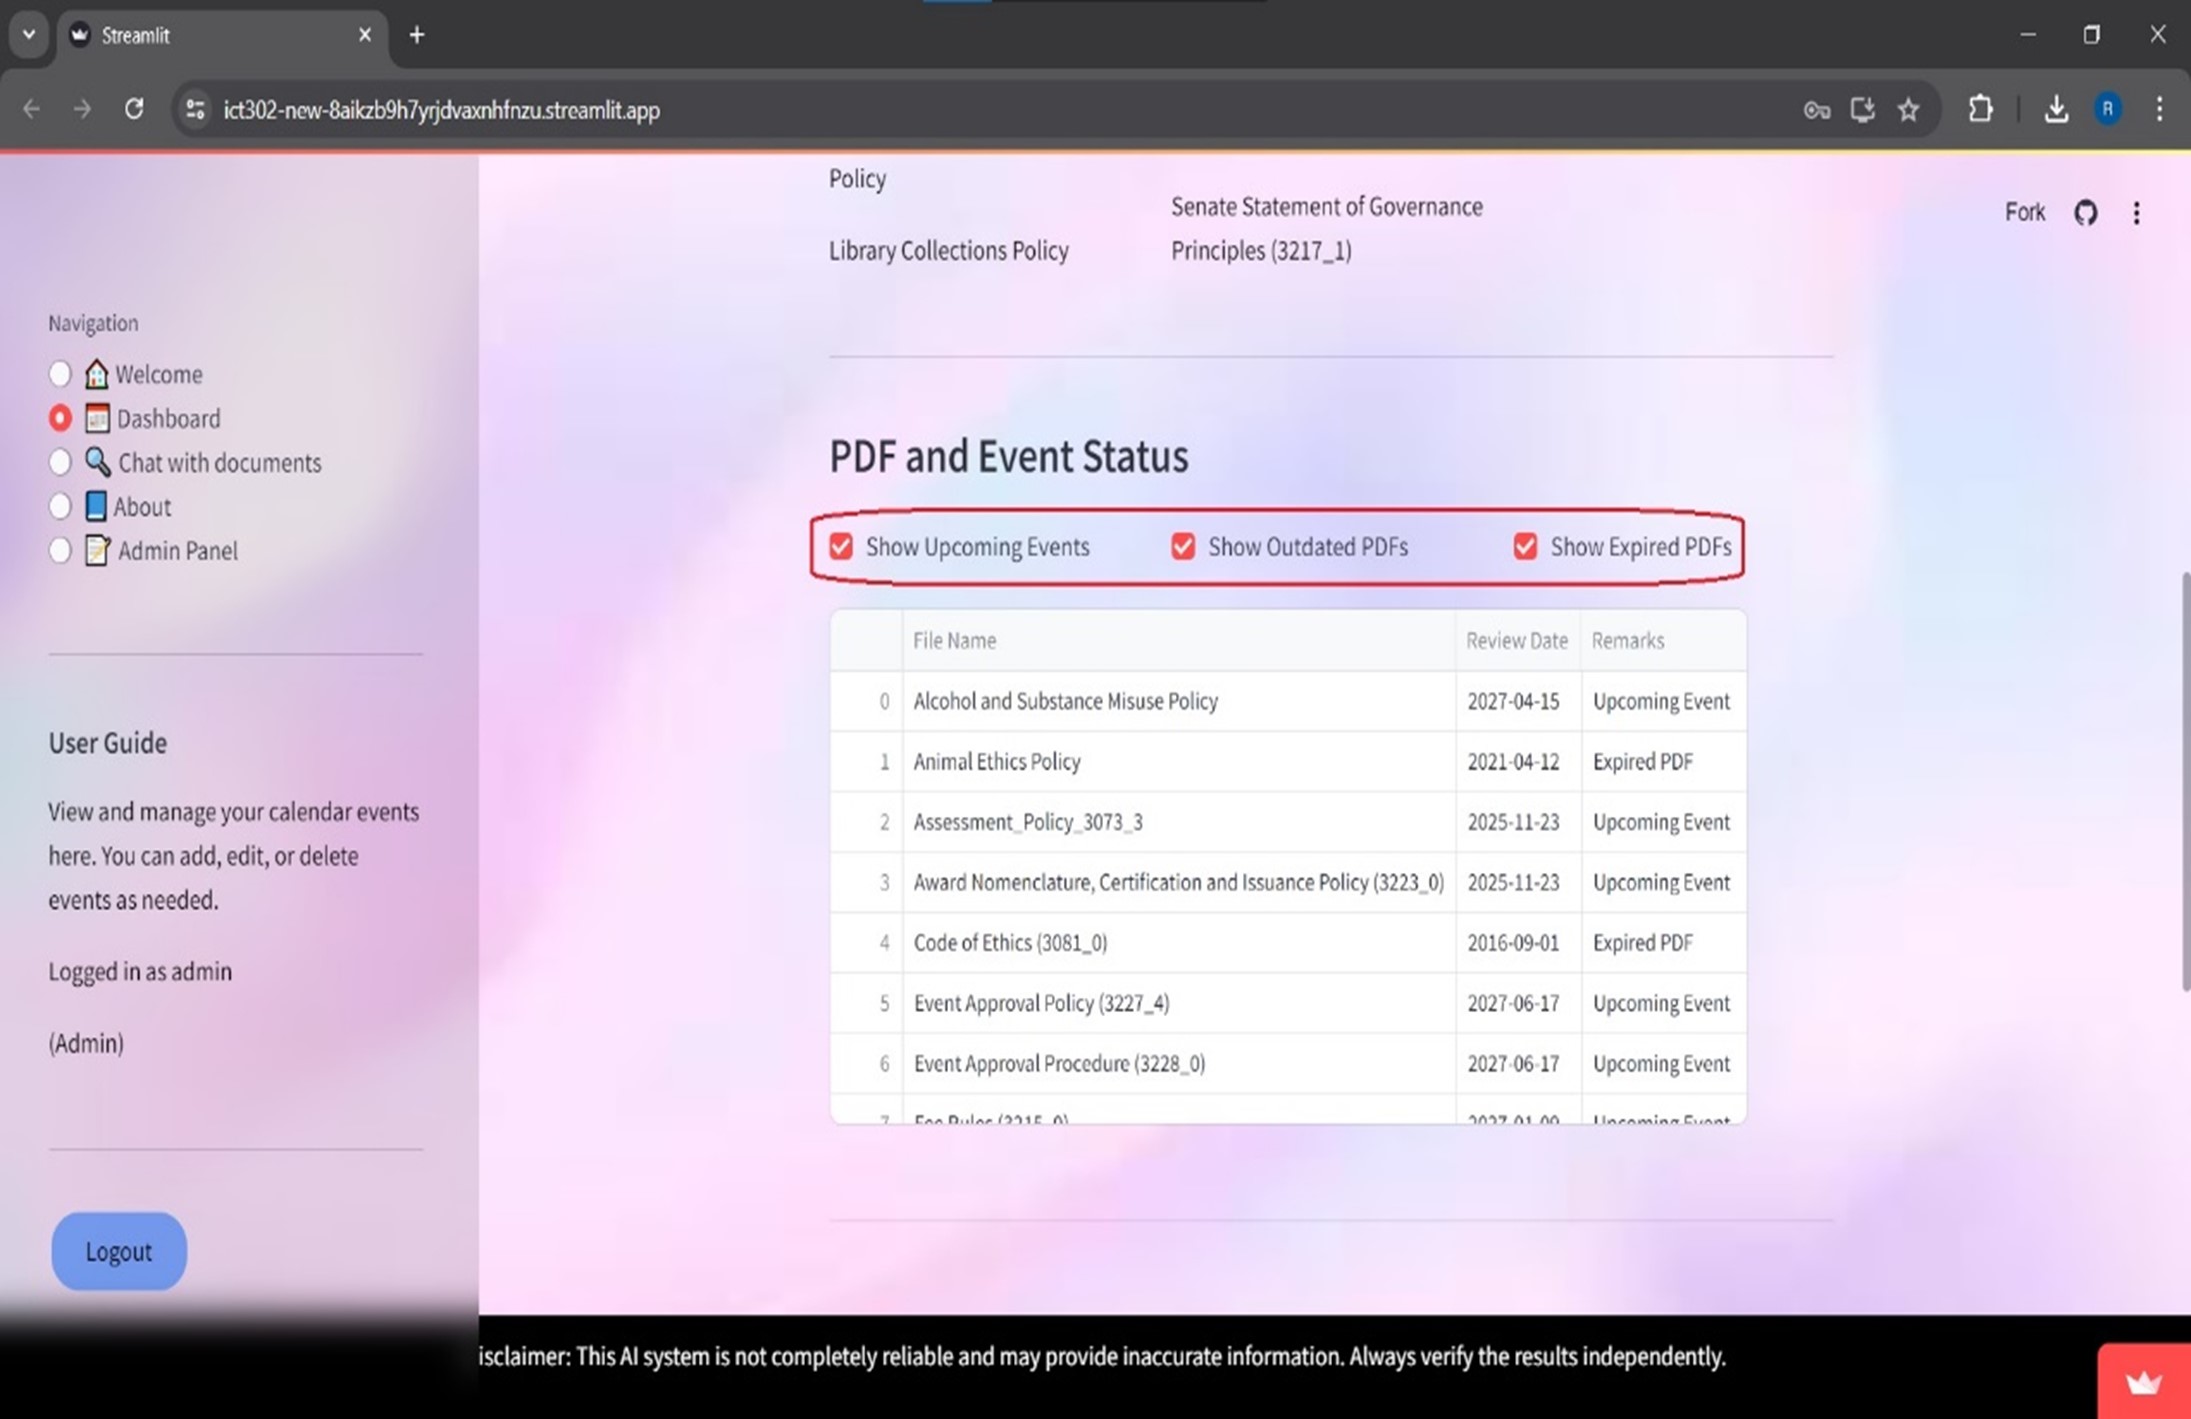 Streamlit
ict302-new-8aikzb9h7yrjdvaxnhfnzu.streamlit.app
R
Fork
Navigation
Welcome
Dashboard
Chat with documents
About
Admin Panel
User Guide
View and manage your calendar events
here. You can add, edit, or delete
events as needed.
Logged in as admin
(Admin)
Logout
Policy
Library Collections Policy
Senate Statement of Governance
Principles (3217_1)
PDF and Event Status
Show Upcoming Events Show Outdated PDFs Show Expired PDFs
File Name Review Date Remarks
0 Alcohol and Substance Misuse Policy 2027-04-15 Upcoming Event
1 Animal Ethics Policy 2021-04-12 Expired PDF
2 Assessment_Policy_3073_3 2025-11-23 Upcoming Event
3 Award Nomenclature, Certification and Issuance Policy (3223_0) 2025-11-23 Upcoming Event
4 Code of Ethics (3081_0) 2016-09-01 Expired PDF
5 Event Approval Policy (3227_4) 2027-06-17 Upcoming Event
6 Event Approval Procedure (3228_0) 2027-06-17 Upcoming Event
7 Upcoming Event
isclaimer: This AI system is not completely reliable and may provide inaccurate information. Always verify the results independently.